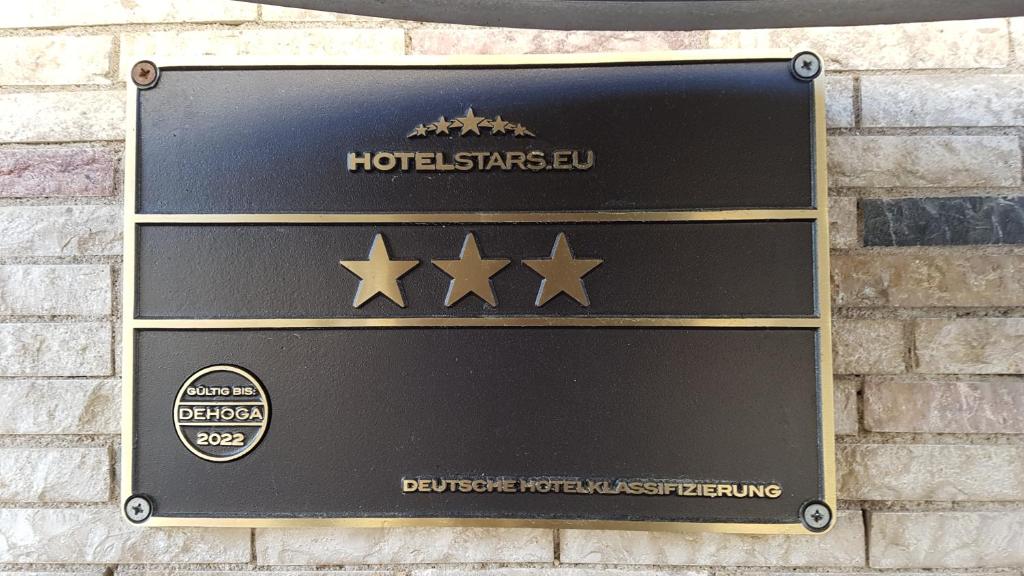 HOTELSTARS.EU
GÜLTIG BIS:
DEHOGA
2022
DEUTSCHE HOTELKLASSIFIZIERUNG